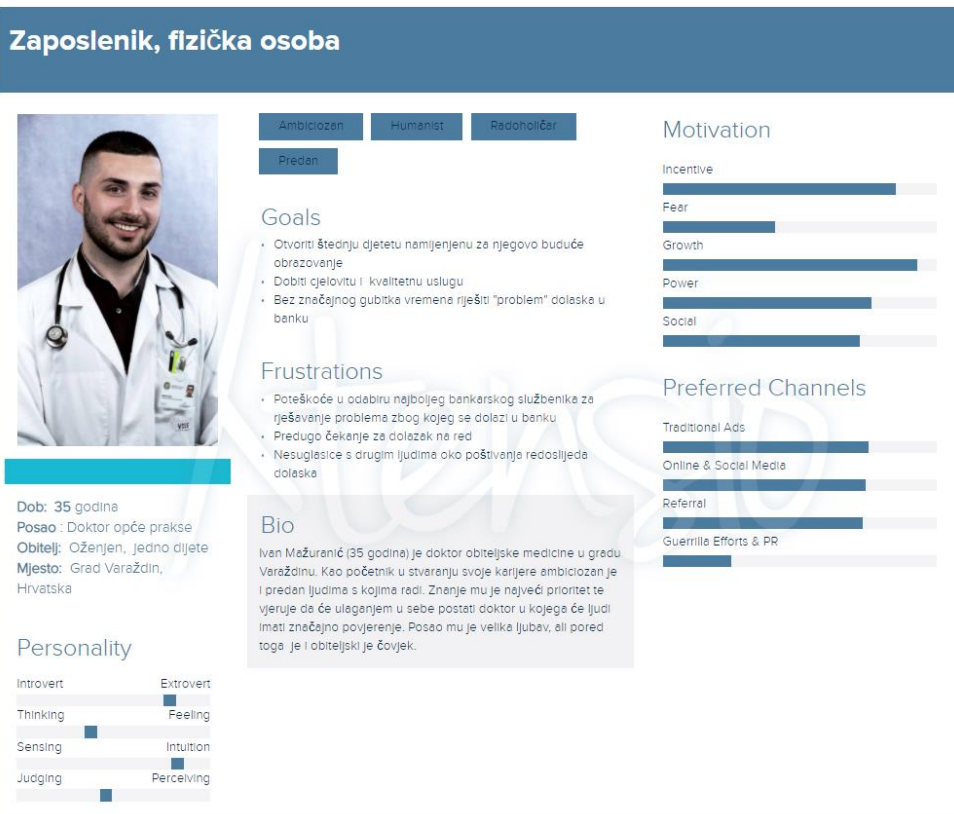 Zaposlenik, fizička osoba
Ambiciozan
Humanist
Radoholičar
Predan
Goals
• Otvoriti štednju djetetu namijenjenu za njegovo buduće
obrazovanje
• Dobiti cjelovitu i kvalitetnu uslugu
• Bez značajnog gubitka vremena riješiti "problem" dolaska u
banku
Frustrations
• Poteškoće u odabiru najboljeg bankarskog službenika za
rješavanje problema zbog kojeg se dolazi u banku
• Predugo čekanje za dolazak na red
• Nesuglasice s drugim ljudima oko poštivanja redoslijeda
dolaska
Bio
Ivan Mažuranić (35 godina) je doktor obiteljske medicine u gradu
Varaždinu. Kao početnik u stvaranju svoje karijere ambiciozan je
i predan ljudima s kojima radi. Znanje mu je najveći prioritet te
vjeruje da će ulaganjem u sebe postati doktor u kojega će ljudi
imati značajno povjerenje. Posao mu je velika ljubav, ali pored
toga je i obiteljski je čovjek.
Dob: 35 godina
Posao : Doktor opće prakse
Obitelj: Oženjen, jedno dijete
Mjesto: Grad Varaždin,
Hrvatska
Personality
Introvert Extrovert
Thinking Feeling
Sensing Intuition
Judging Perceiving
Motivation
Incentive
Fear
Growth
Power
Social
Preferred Channels
Traditional Ads
Online & Social Media
Referral
Guerrilla Efforts & PR
Xtensio